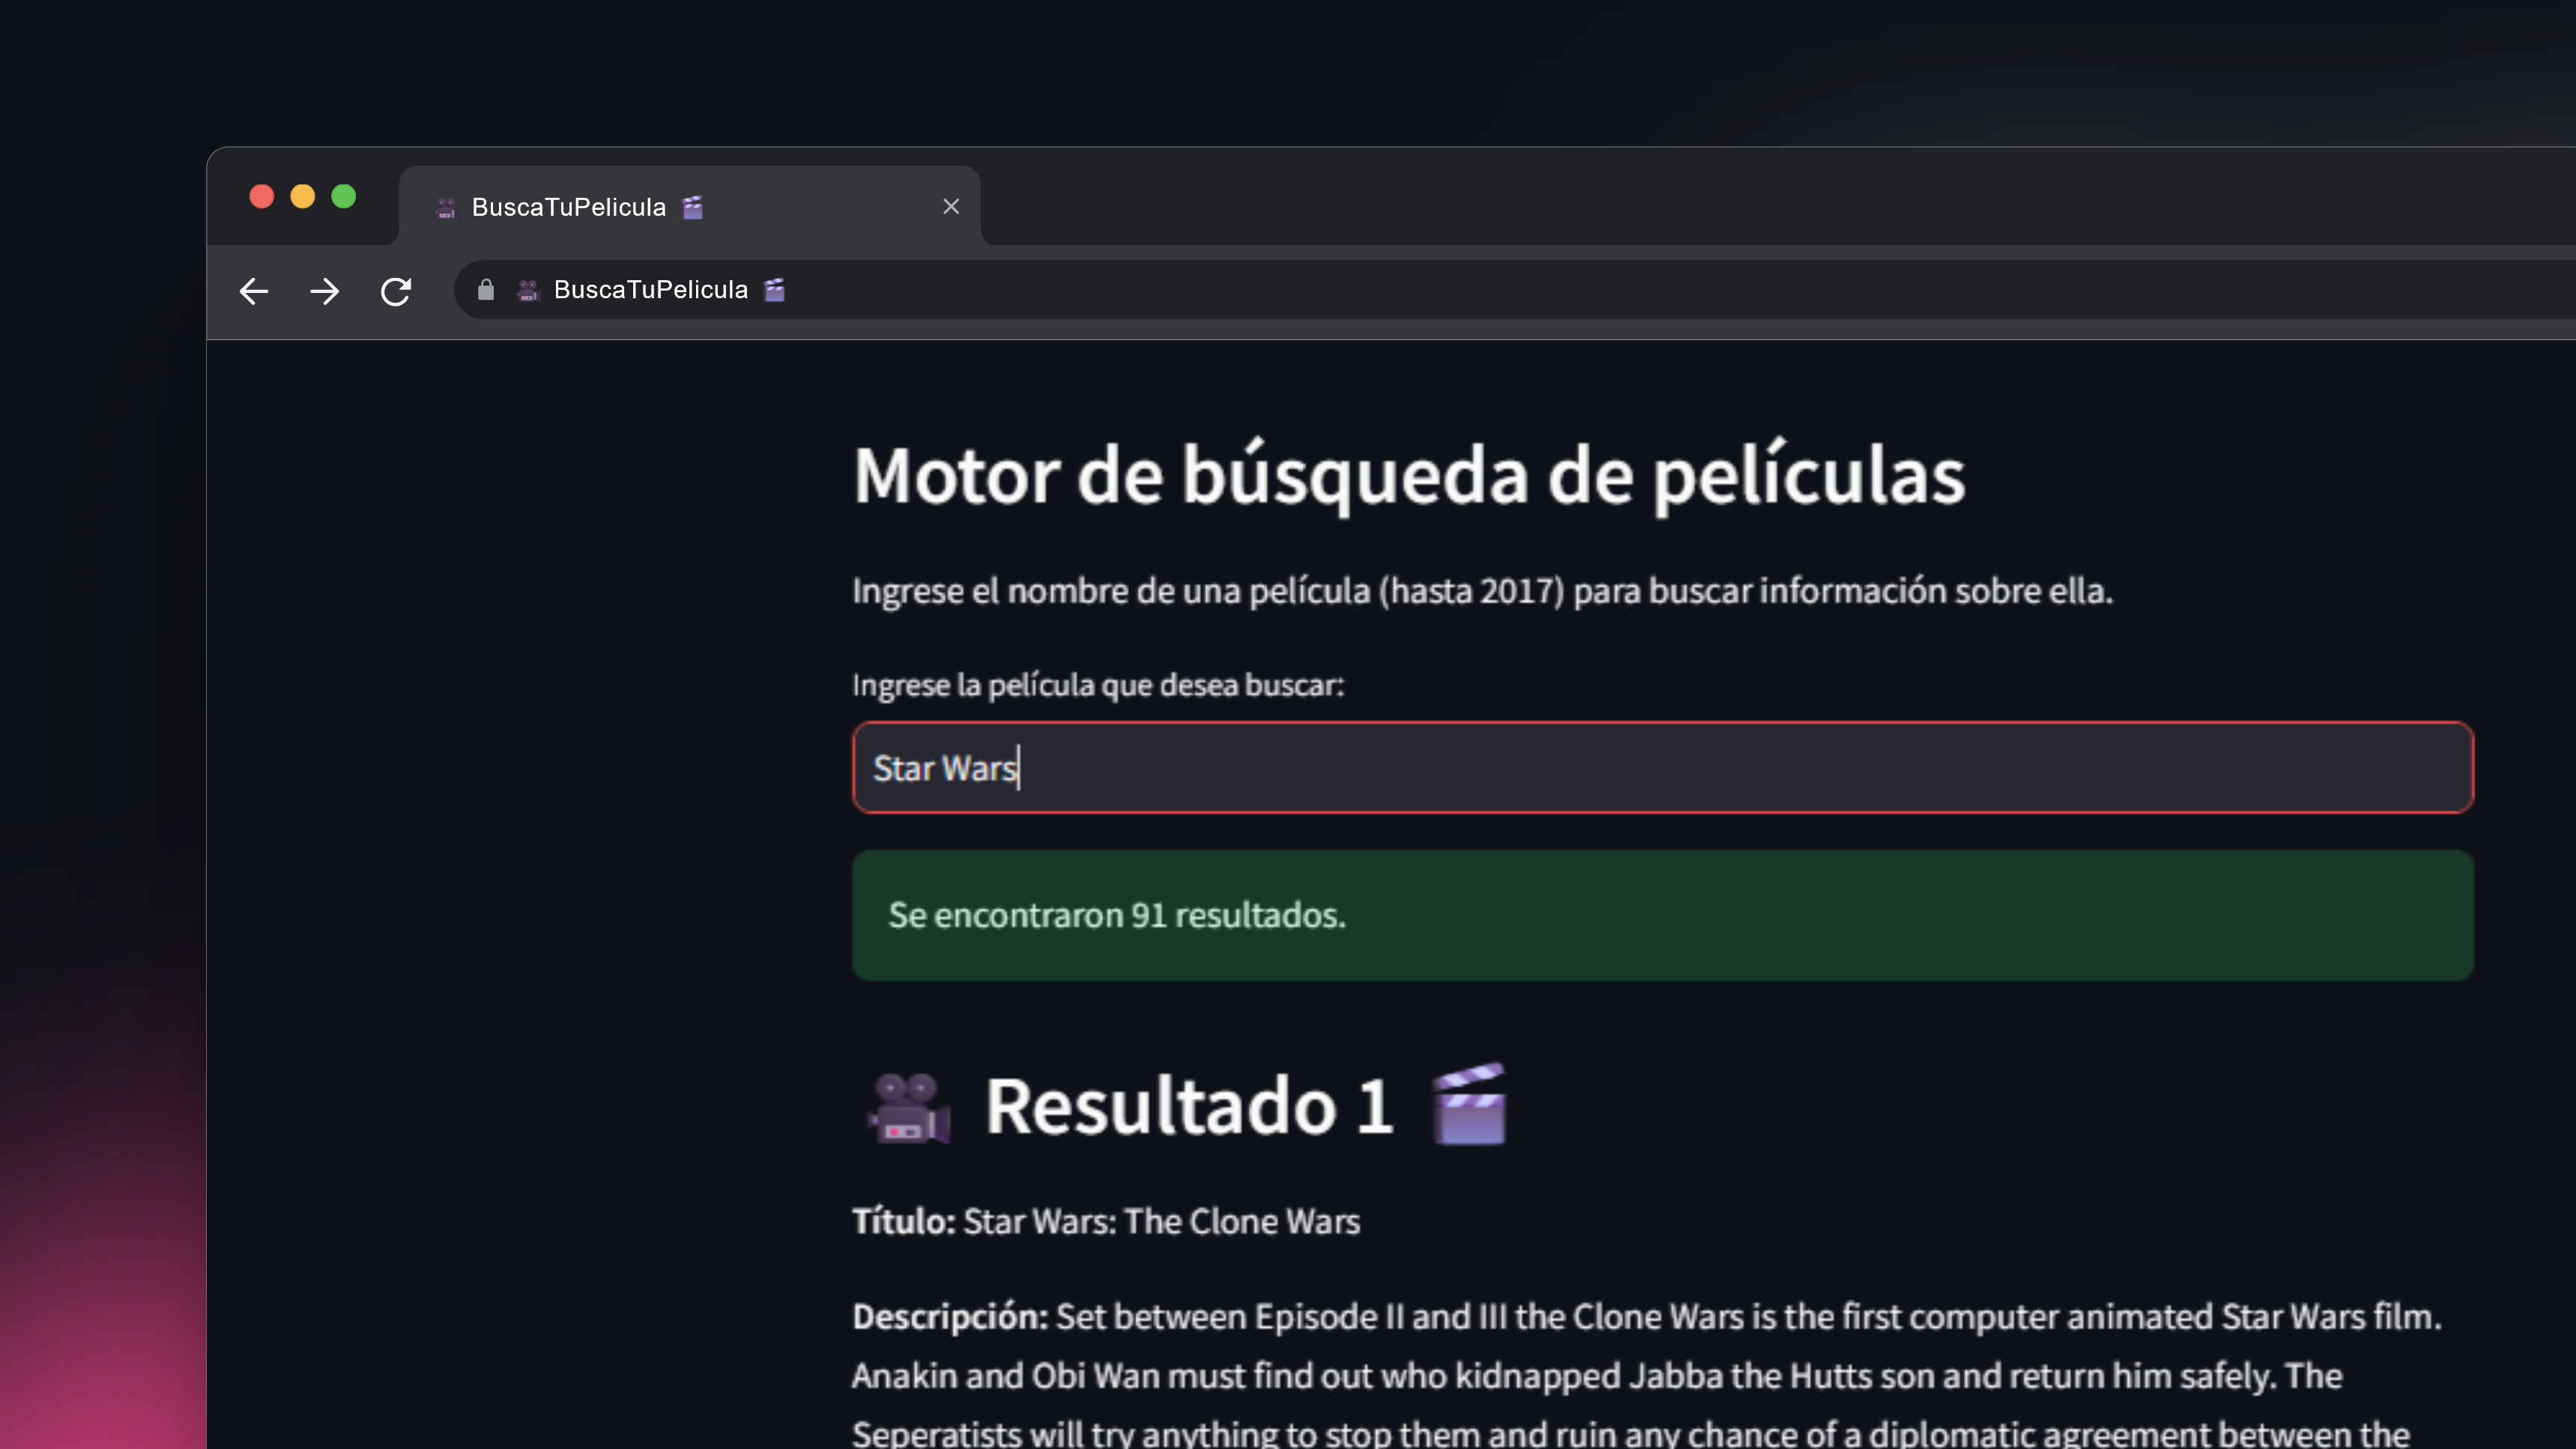 BuscaTuPelicula
BuscaTuPelicula
Motor de búsqueda de películas
Ingrese el nombre de una película (hasta 2017) para buscar información sobre ella.
Ingrese la película que desea buscar:
Star Wars
Se encontraron 91 resultados.
Resultado 1
Título: Star Wars: The Clone Wars
Descripción: Set between Episode II and III the Clone Wars is the first computer animated Star Wars film.
Anakin and Obi Wan must find out who kidnapped Jabba the Hutts son and return him safely. The
Seperatists will try anything to stop them and ruin any chance of a diplomatic agreement between the